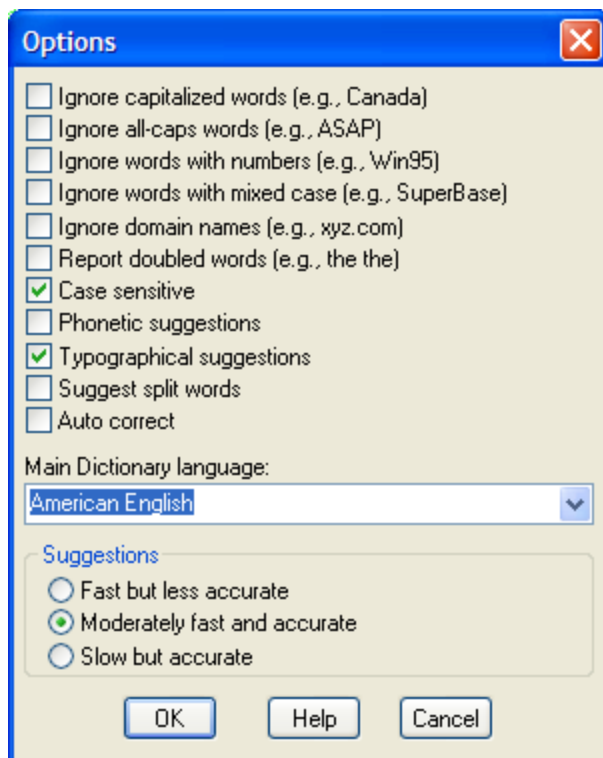 Options
Ignore capitalized words (e.g., Canada)
Ignore all-caps words (e.g., ASAP)
Ignore words with numbers (e.g., Win95)
Ignore words with mixed case (e.g., SuperBase)
Ignore domain names (e.g., xyz.com)
Report doubled words (e.g., the the)
Case sensitive
Phonetic suggestions
Typographical suggestions
Suggest split words
Auto correct
Main Dictionary language:
American English
Suggestions
Fast but less accurate
Moderately fast and accurate
Slow but accurate
OK Help Cancel